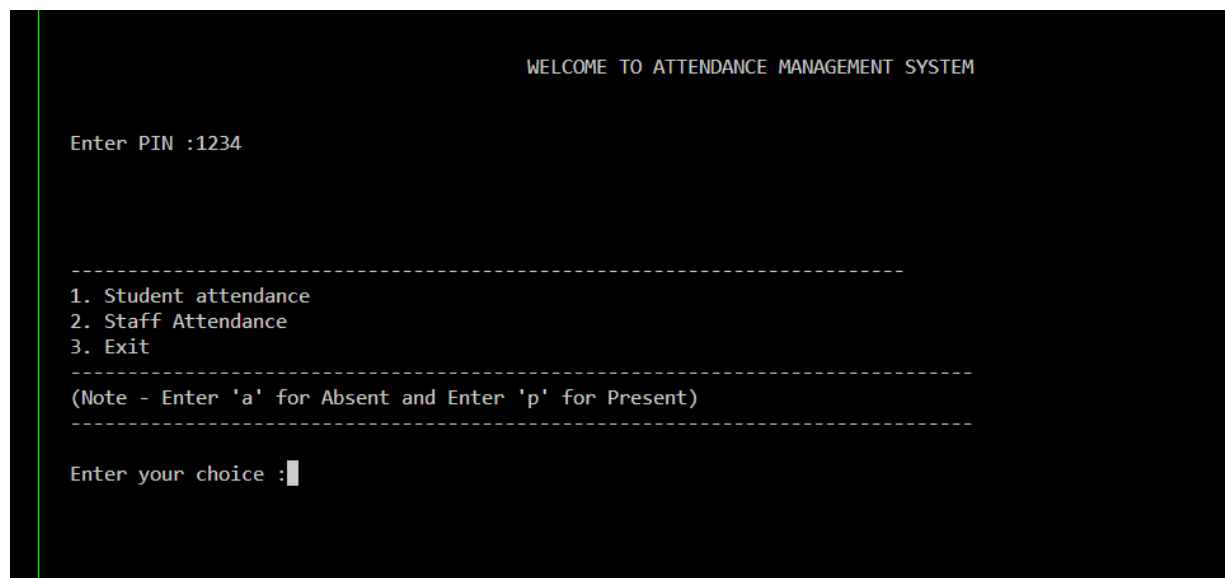 WELCOME TO ATTENDANCE MANAGEMENT SYSTEM
Enter PIN :1234
-------------------------------------------------------------------------
1. Student attendance
2. Staff Attendance
3. Exit
-------------------------------------------------------------------------------
(Note - Enter 'a' for Absent and Enter 'p' for Present)
-------------------------------------------------------------------------------
Enter your choice :